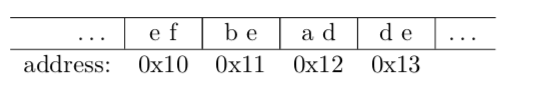 ... e f b e a d d e ...
address: 0x10 0x11 0x12 0x13